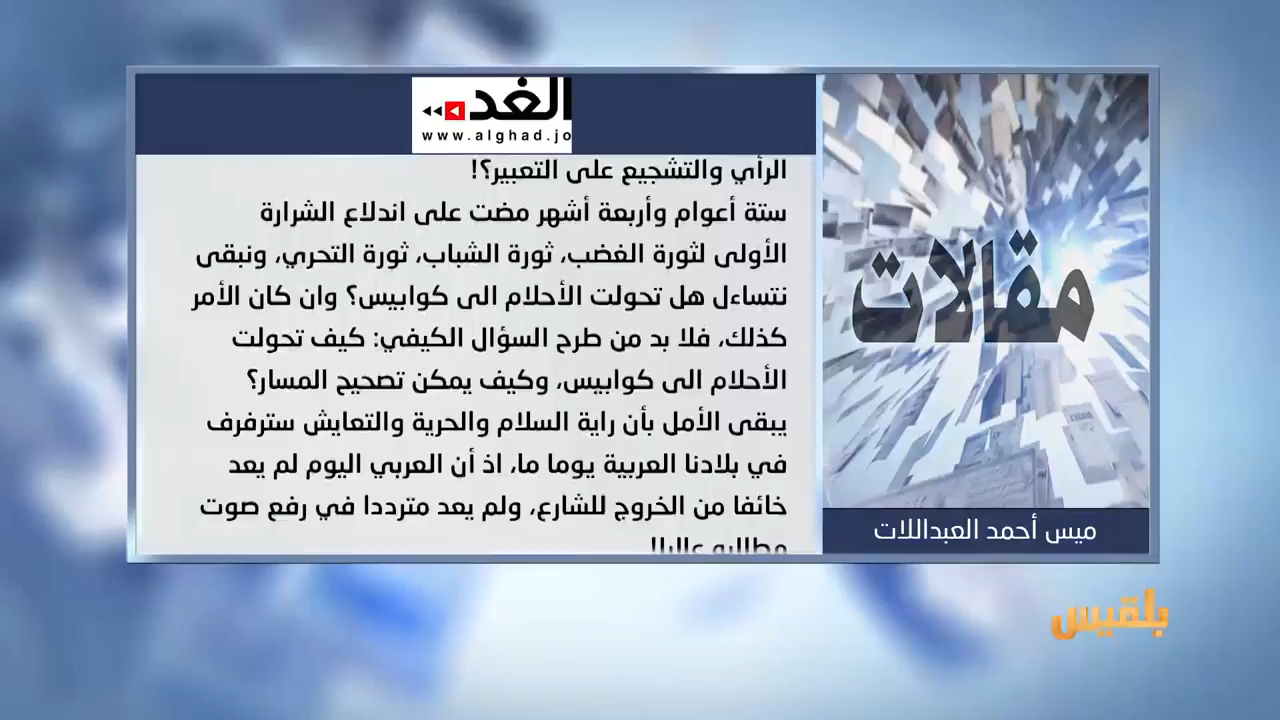 الغد
www.alghad.jo
الرأي والتشجيع على التعبير؟!
ستة أعوام وأربعة أشهر مضت على اندلاع الشرارة
الأولى لثورة الغضب، ثورة الشباب، ثورة التحري، ونبقى
نتساءل هل تحولت الأحلام الى كوابيس؟ وان كان الأمر
كذلك، فلا بد من طرح السؤال الكيفي: كيف تحولت
الأحلام الى كوابيس، وكيف يمكن تصحيح المسار؟
يبقى الأمل بأن راية السلام والحرية والتعايش سترفرف
في بلادنا العربية يوما ما، اذ أن العربي اليوم لم يعد
خائفا من الخروج للشارع، ولم يعد مترددا في رفع صوت
مقالات
ميس أحمد العبداللات
بلقيس